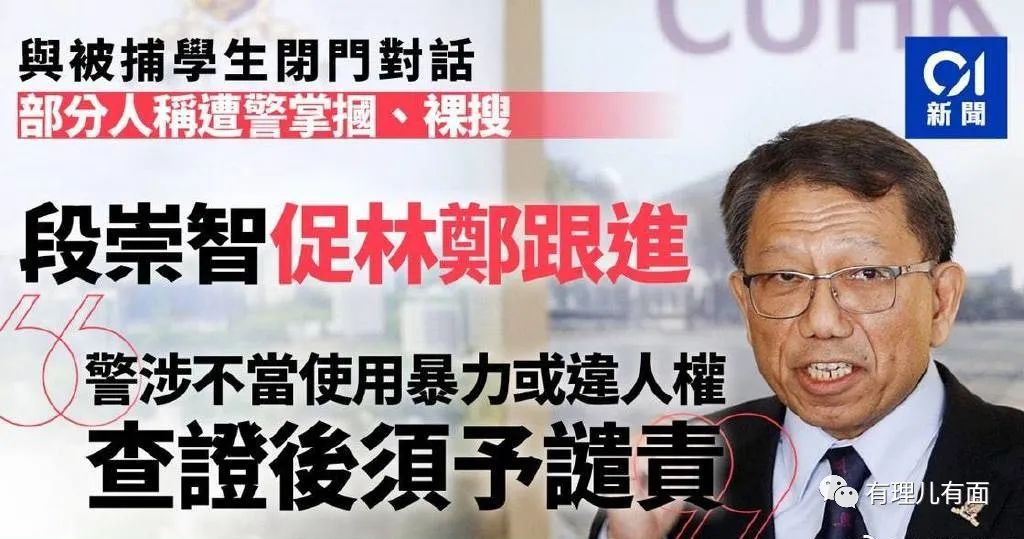 CUHK
與被捕學生閉門對話
01
新聞
部分人稱遭警掌摑、裸搜
段崇智促林鄭跟進
警涉不當使用暴力或違人權
查證後須予譴責
有理儿有面